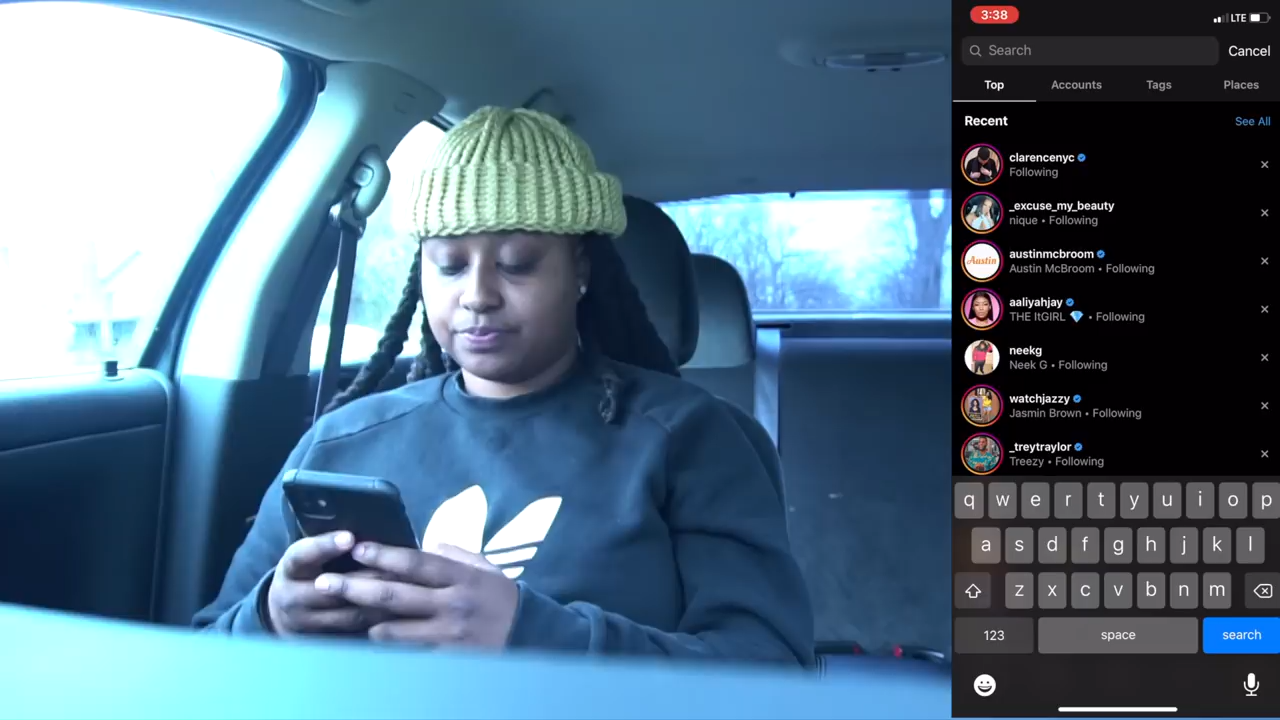 3:38
LTE
Search
Cancel
Top
Accounts
Tags
Places
Recent
See All
clarencenyc
Following
_excuse_my_beauty
nique • Following
austinmcbroom
Austin McBroom • Following
Austin
aaliyahjay
THE ItGIRL 💎 • Following
neekg
Neek G • Following
watchjazzy
Jasmin Brown • Following
_treytraylor
Treezy • Following
q w e r t y u i o p
a s d f g h j k l
z x c v b n m
123
space
search